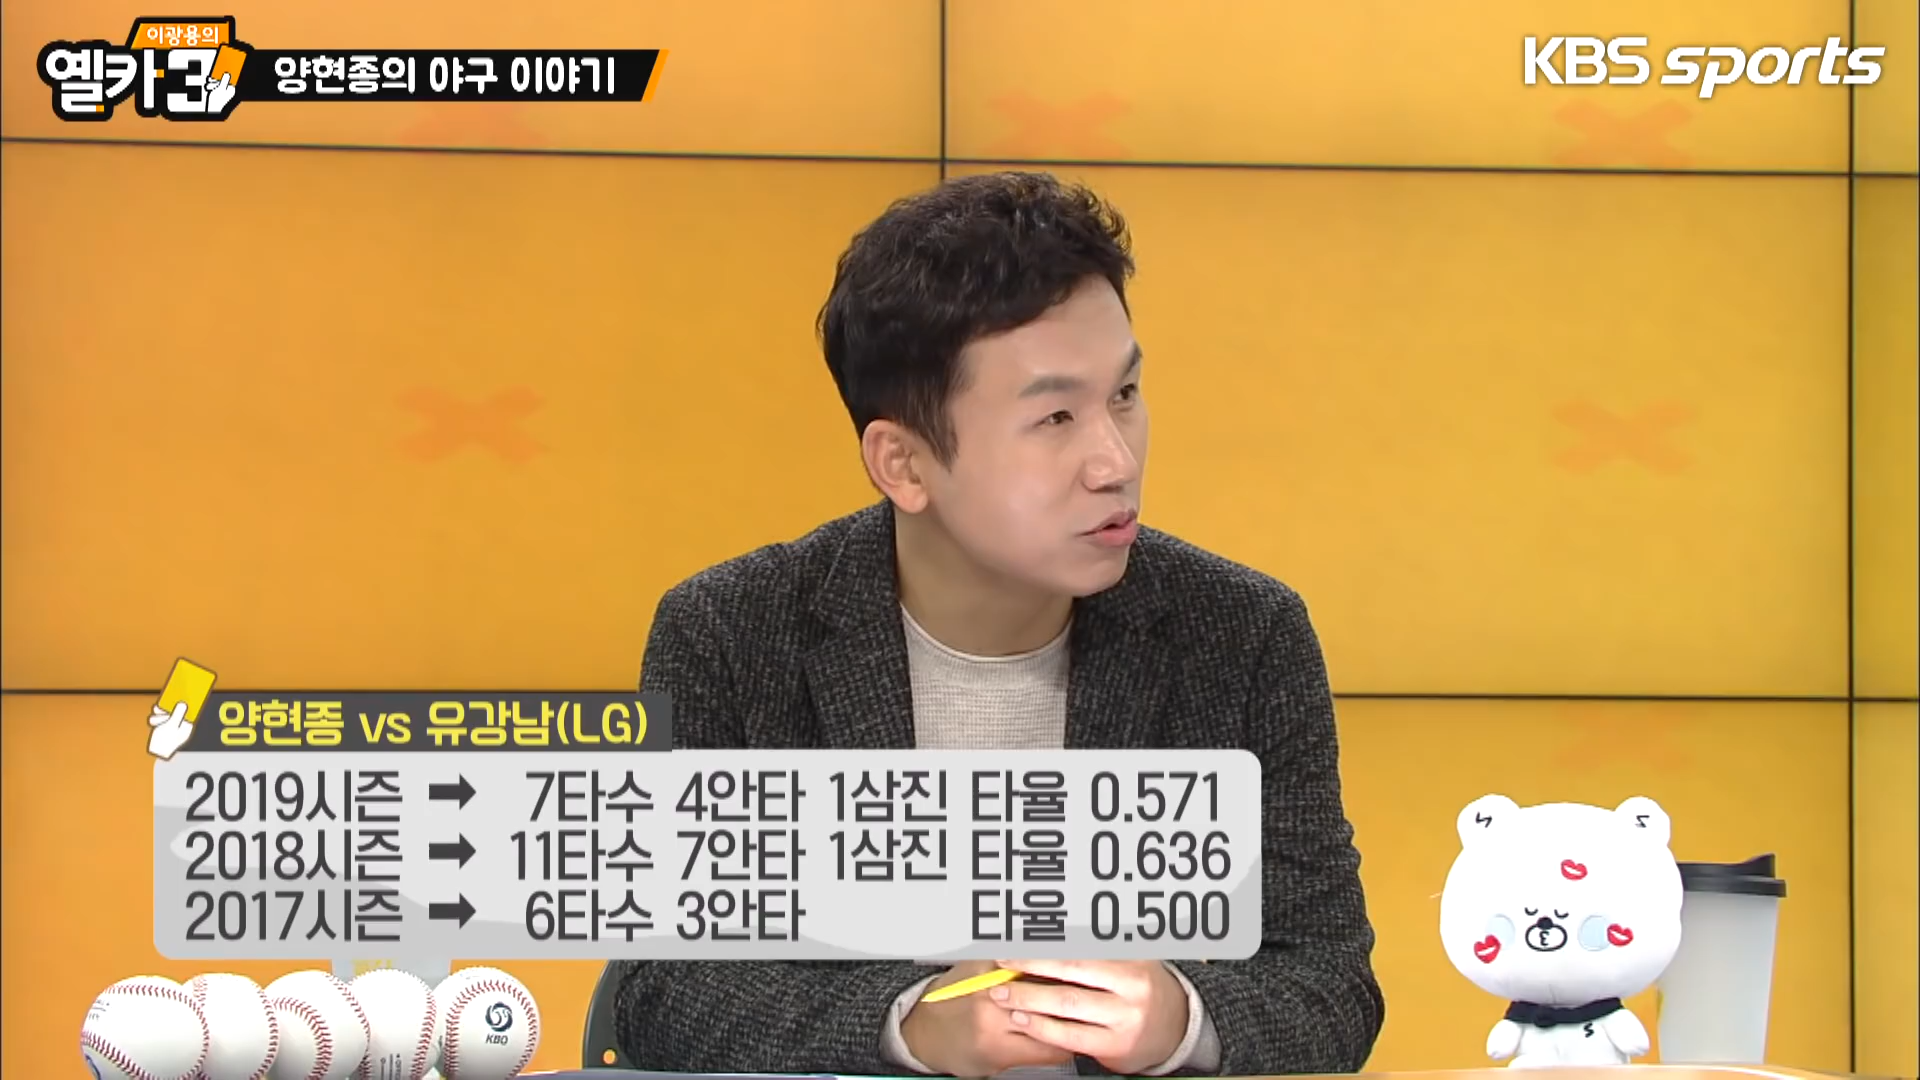 이광용의
옐카3
양현종의 야구 이야기
KBS sports
양현종 vs 유강남(LG)
2019시즌 ➡ 7타수 4안타 1삼진 타율 0.571
2018시즌 ➡ 11타수 7안타 1삼진 타율 0.636
2017시즌 ➡ 6타수 3안타 타율 0.500
KBO